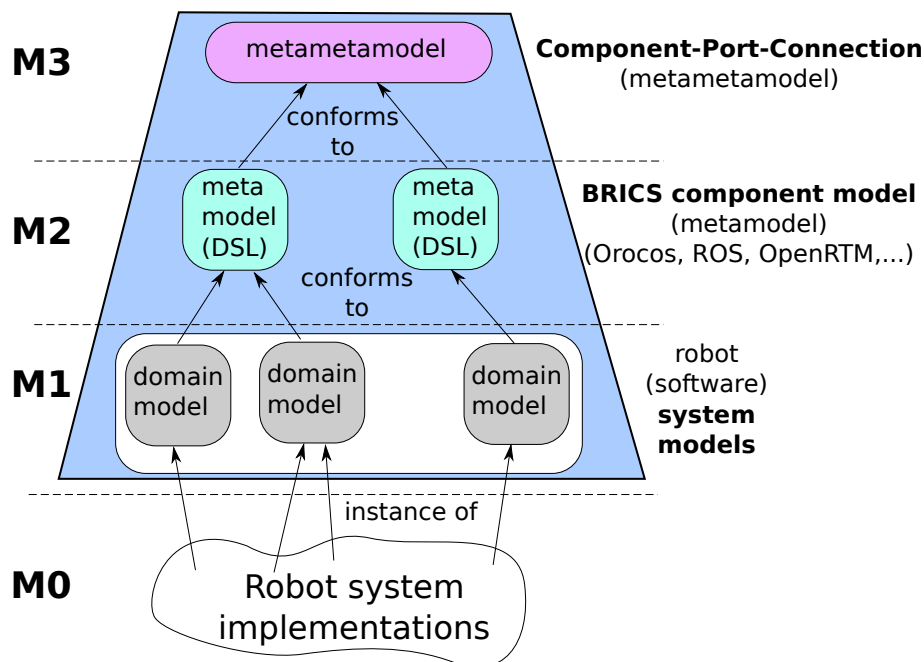 M3
metametamodel
Component-Port-Connection
(metametamodel)
conforms
to
M2
meta
model
(DSL)
meta
model
(DSL)
BRICS component model
(metamodel)
(Orocos, ROS, OpenRTM,...)
conforms
to
M1
domain
model
domain
model
domain
model
robot
(software)
system
models
instance of
M0
Robot system
implementations